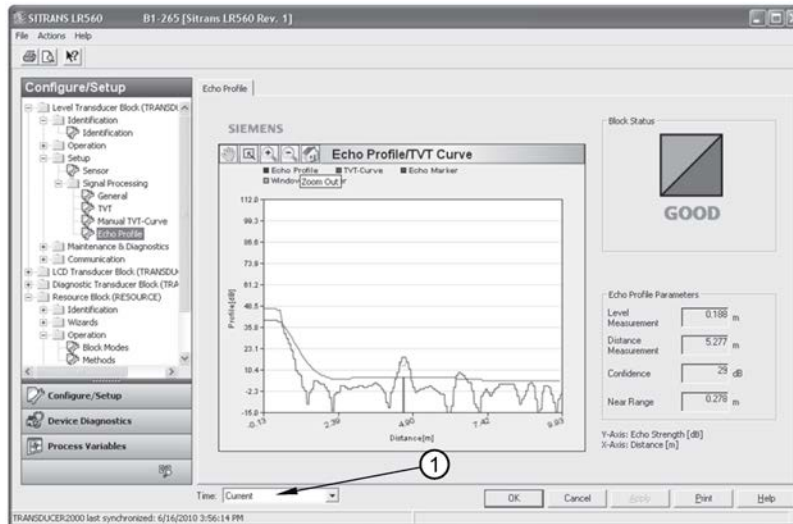 SITRANS LR560 B1-265 [Sitrans LR560 Rev. 1]
File Actions Help
Configure/Setup
Level Transducer Block (TRANSDU
Identification
Identification
Operation
Setup
Sensor
Signal Processing
General
TVT
Manual TVT-Curve
Echo Profile
Maintenance & Diagnostics
Communication
LCD Transducer Block (TRANSDU
Diagnostic Transducer Block (TRA
Resource Block (RESOURCE)
Identification
Wizards
Operation
Block Modes
Methods
Configure/Setup
Device Diagnostics
Process Variables
Echo Profile
SIEMENS
Echo Profile/TVT Curve
Echo Profile TVT-Curve Echo Marker
Window
Zoom Out
Profile[dB]
112.0
99.3
86.6
73.9
61.2
48.5
35.8
23.1
10.4
-2.3
-15.0
-0.13 2.39 4.90 7.42 9.93
Distance[m]
Block Status
GOOD
Echo Profile Parameters
Level Measurement 0.188 m
Distance Measurement 5.277 m
Confidence 29 dB
Near Range 0.278 m
Y-Axis: Echo Strength [dB]
X-Axis: Distance [m]
1
Time: Current
OK Cancel Apply Print Help
TRANSDUCER2000 last synchronized: 6/16/2010 3:56:14 PM